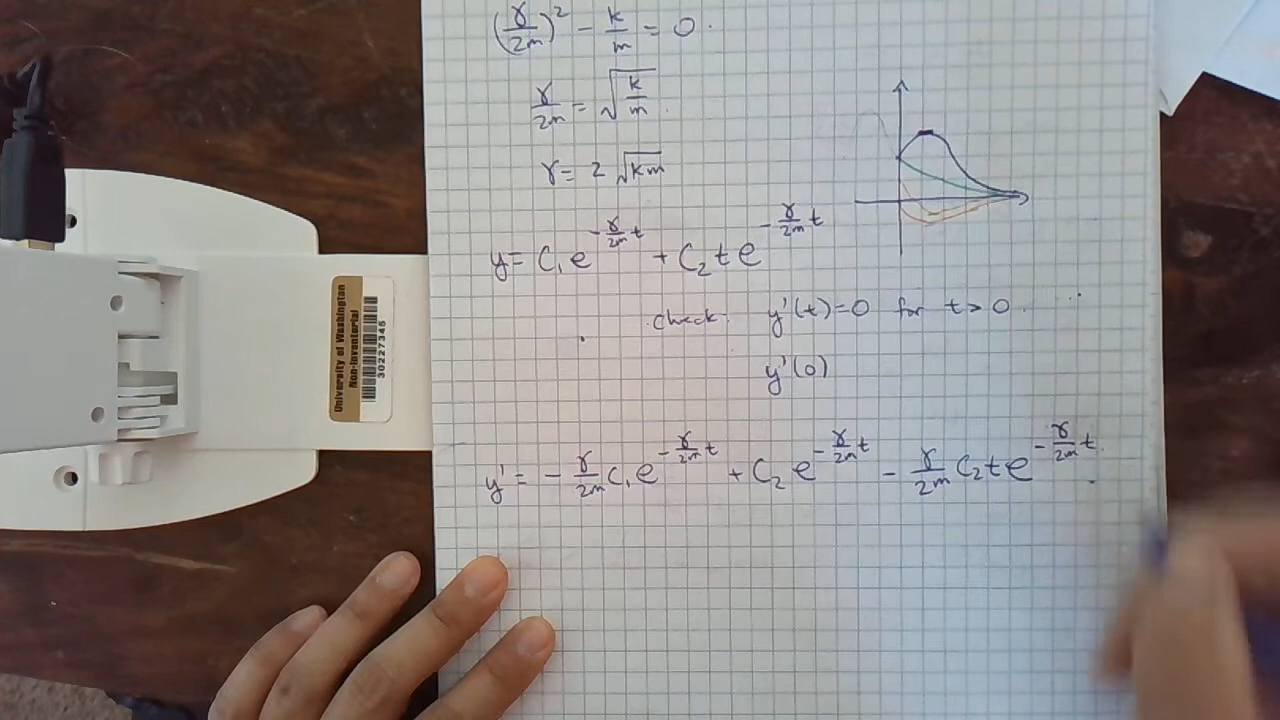 (γ/2m)² - k/m = 0.
γ/2m = √(k/m).
γ = 2√km
y = C₁e^(-γ/2m t) + C₂te^(-γ/2m t)
check: y'(t)=0 for t>0.
y'(0)
y' = -γ/2m C₁e^(-γ/2m t) + C₂e^(-γ/2m t) - γ/2m C₂te^(-γ/2m t).
University of Washington
Non-Inventorial
30227345